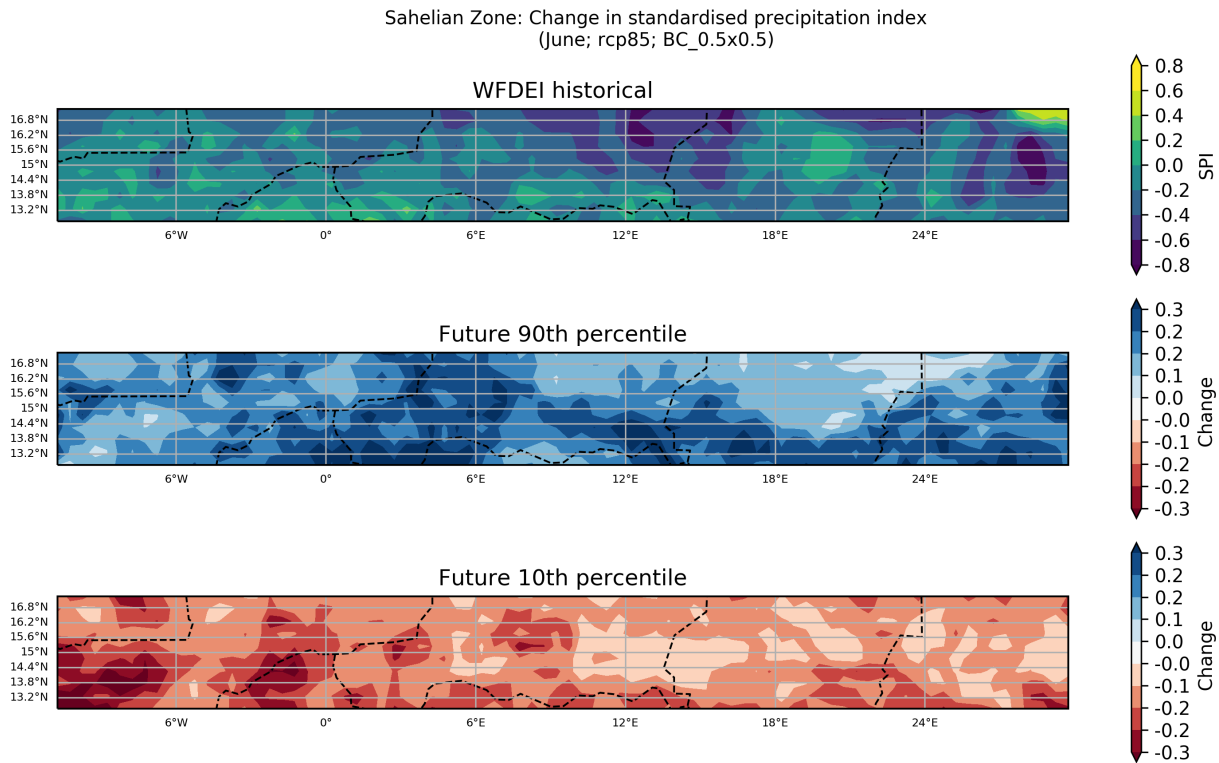 Sahelian Zone: Change in standardised precipitation index
(June; rcp85; BC_0.5x0.5)
WFDEI historical
16.8°N
16.2°N
15.6°N
15°N
14.4°N
13.8°N
13.2°N
6°W 0° 6°E 12°E 18°E 24°E
0.8
0.6
0.4
0.2
0.0
-0.2
-0.4
-0.6
-0.8
SPI
Future 90th percentile
16.8°N
16.2°N
15.6°N
15°N
14.4°N
13.8°N
13.2°N
6°W 0° 6°E 12°E 18°E 24°E
0.3
0.2
0.2
0.1
0.0
-0.0
-0.1
-0.2
-0.2
-0.3
Change
Future 10th percentile
16.8°N
16.2°N
15.6°N
15°N
14.4°N
13.8°N
13.2°N
6°W 0° 6°E 12°E 18°E 24°E
0.3
0.2
0.2
0.1
0.0
-0.0
-0.1
-0.2
-0.2
-0.3
Change